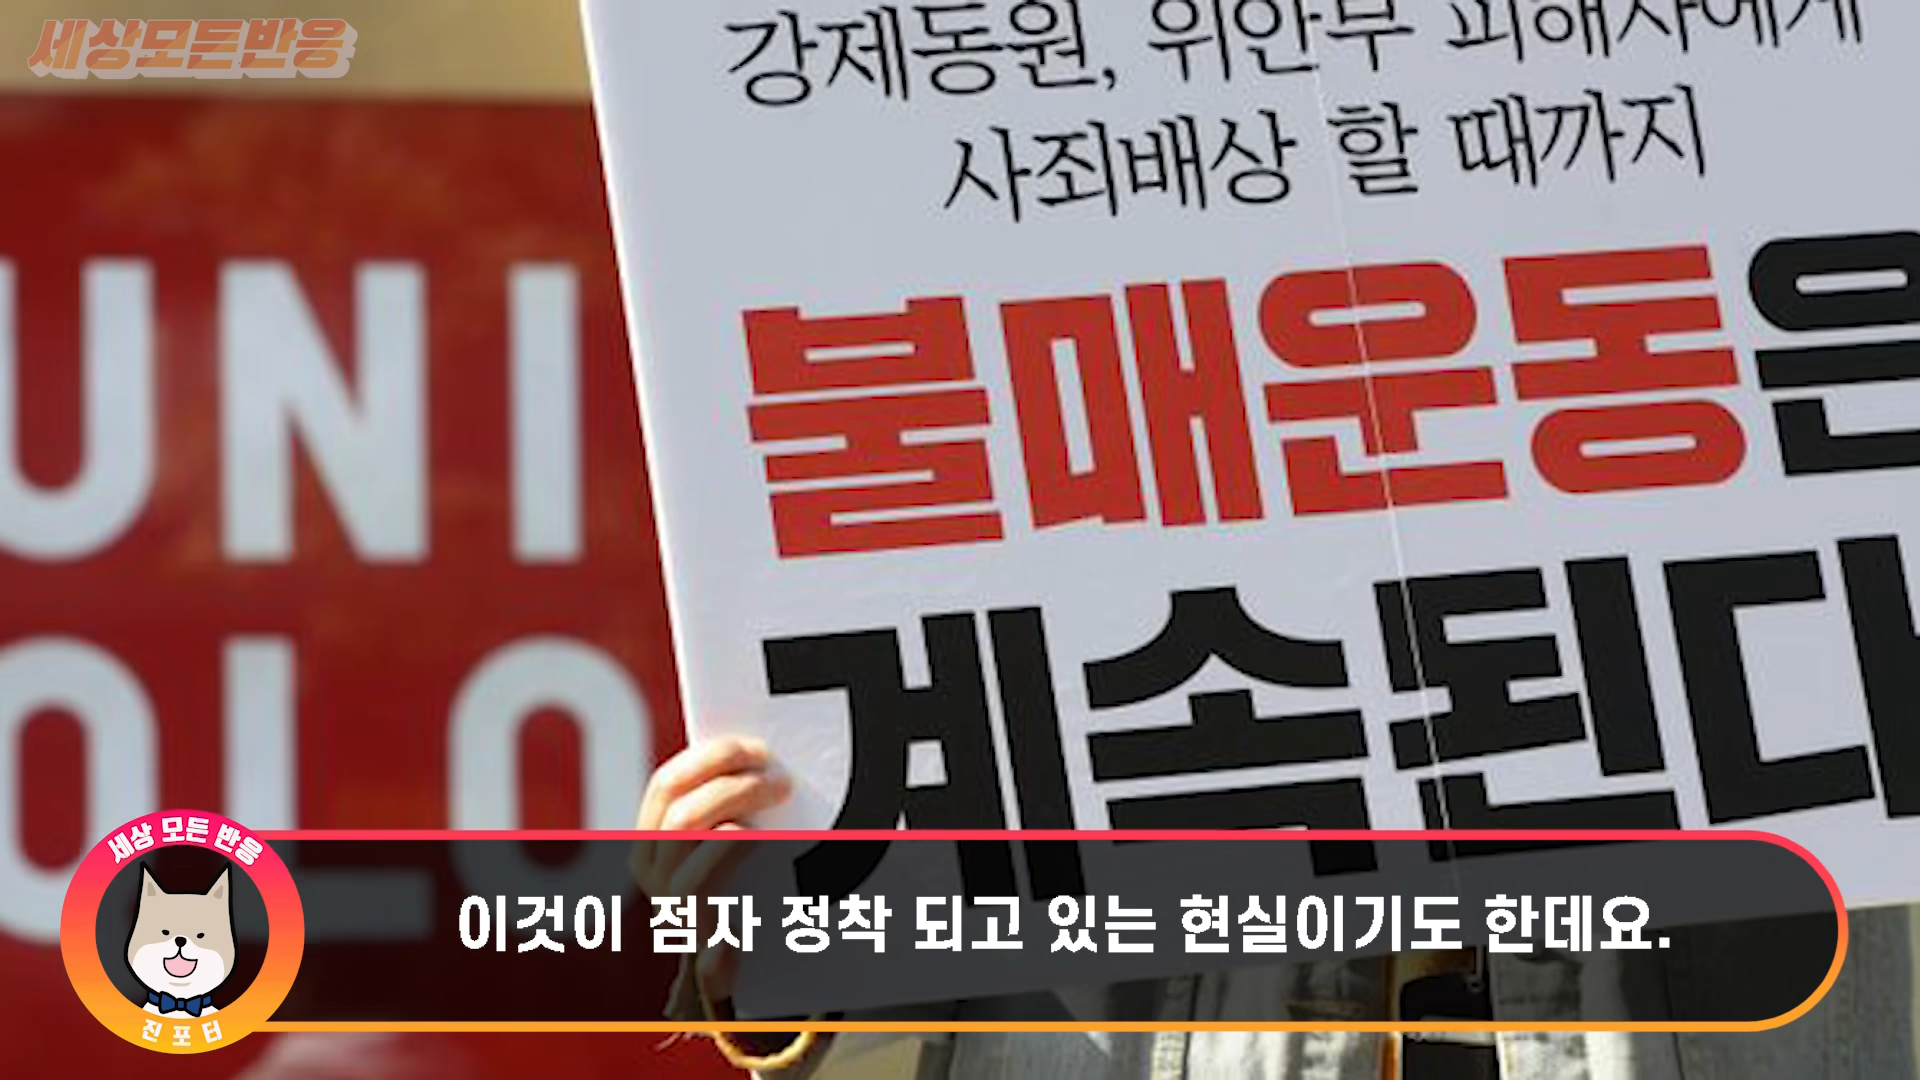 세상모든반응
강제동원, 위안부 피해자에게
사죄배상 할 때까지
불매운동은
계속된다
UNI
QLO
세상 모든 반응
이것이 점자 정착 되고 있는 현실이기도 한데요.
진포터